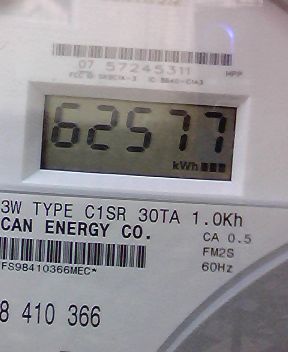 07 57245311 MPP
62577
kWh
3W TYPE C1SR 30TA 1.0Kh
CAN ENERGY CO.
CA 0.5
FM2S
60Hz
FS98410366MEC*
8 410 366